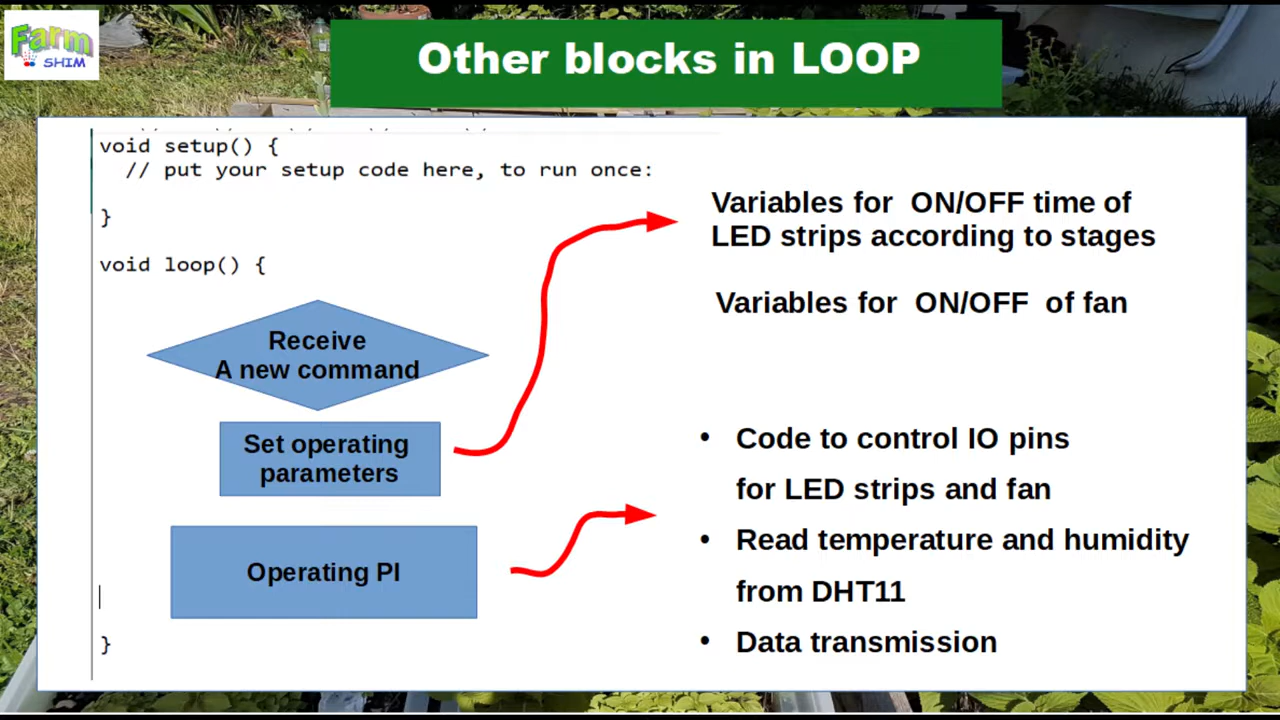 Farm
SHIM
Other blocks in LOOP
void setup() {
// put your setup code here, to run once:
}
void loop() {
Receive
A new command
Set operating
parameters
Operating PI
}
Variables for ON/OFF time of
LED strips according to stages
Variables for ON/OFF of fan
• Code to control IO pins
for LED strips and fan
• Read temperature and humidity
from DHT11
• Data transmission